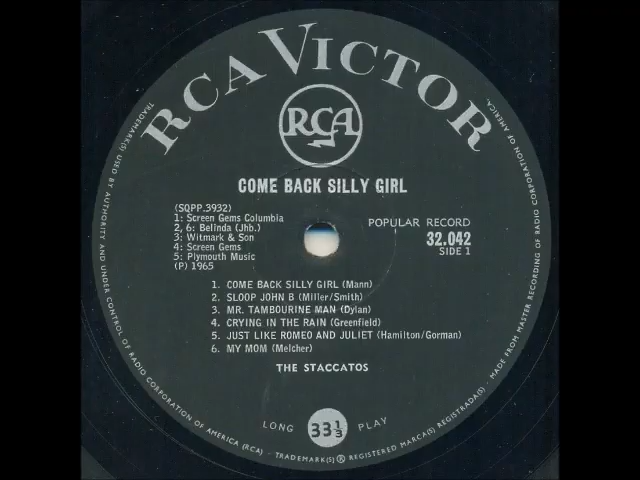 RCA VICTOR
RCA
COME BACK SILLY GIRL
(SQPP.3932)
1: Screen Gems Columbia
2, 6: Belinda (Jhb.)
3: Witmark & Son
4: Screen Gems
5: Plymouth Music
(P) 1965
POPULAR RECORD
32.042
SIDE 1
1. COME BACK SILLY GIRL (Mann)
2. SLOOP JOHN B (Miller/Smith)
3. MR. TAMBOURINE MAN (Dylan)
4. CRYING IN THE RAIN (Greenfield)
5. JUST LIKE ROMEO AND JULIET (Hamilton/Gorman)
6. MY MOM (Melcher)
THE STACCATOS
LONG 33⅓ PLAY
TRADEMARK(S) USED BY AUTHORITY AND UNDER CONTROL OF RADIO CORPORATION OF AMERICA (RCA) - TRADEMARK(S) ® REGISTERED MARCA(S) REGISTRADA(S) - MADE FROM MASTER RECORDING OF RADIO CORPORATION OF AMERICA.